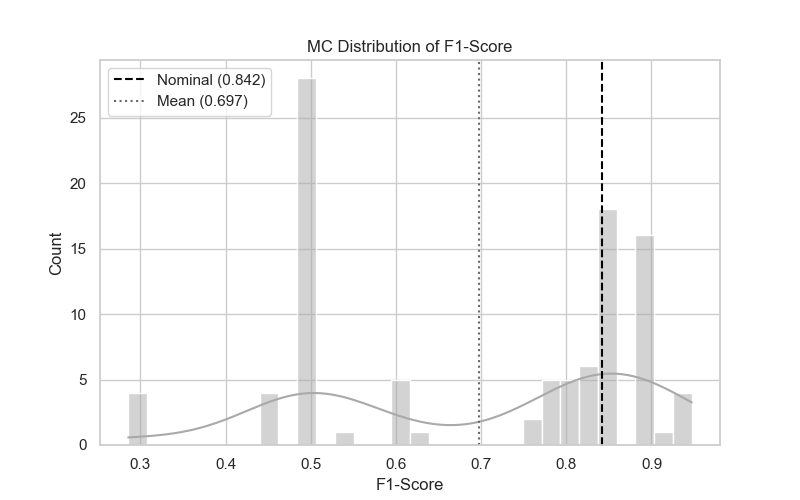 MC Distribution of F1-Score
Nominal (0.842)
Mean (0.697)
Count
25
20
15
10
5
0
0.3 0.4 0.5 0.6 0.7 0.8 0.9
F1-Score